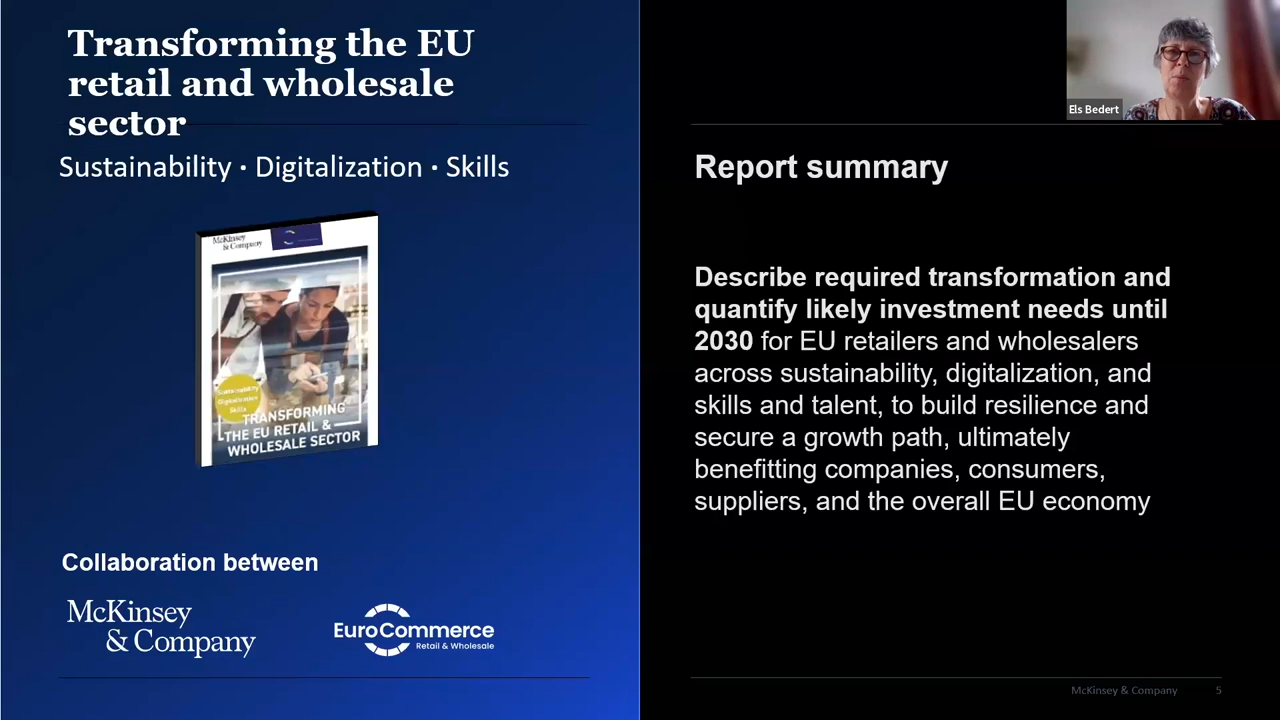 Transforming the EU
retail and wholesale
sector
Sustainability · Digitalization · Skills
McKinsey
& Company
Sustainability
Digitalization
Skills
TRANSFORMING
THE EU RETAIL &
WHOLESALE SECTOR
Collaboration between
McKinsey
& Company
EuroCommerce
Retail & Wholesale
Els Bedert
Report summary
Describe required transformation and
quantify likely investment needs until
2030 for EU retailers and wholesalers
across sustainability, digitalization, and
skills and talent, to build resilience and
secure a growth path, ultimately
benefitting companies, consumers,
suppliers, and the overall EU economy
McKinsey & Company 5